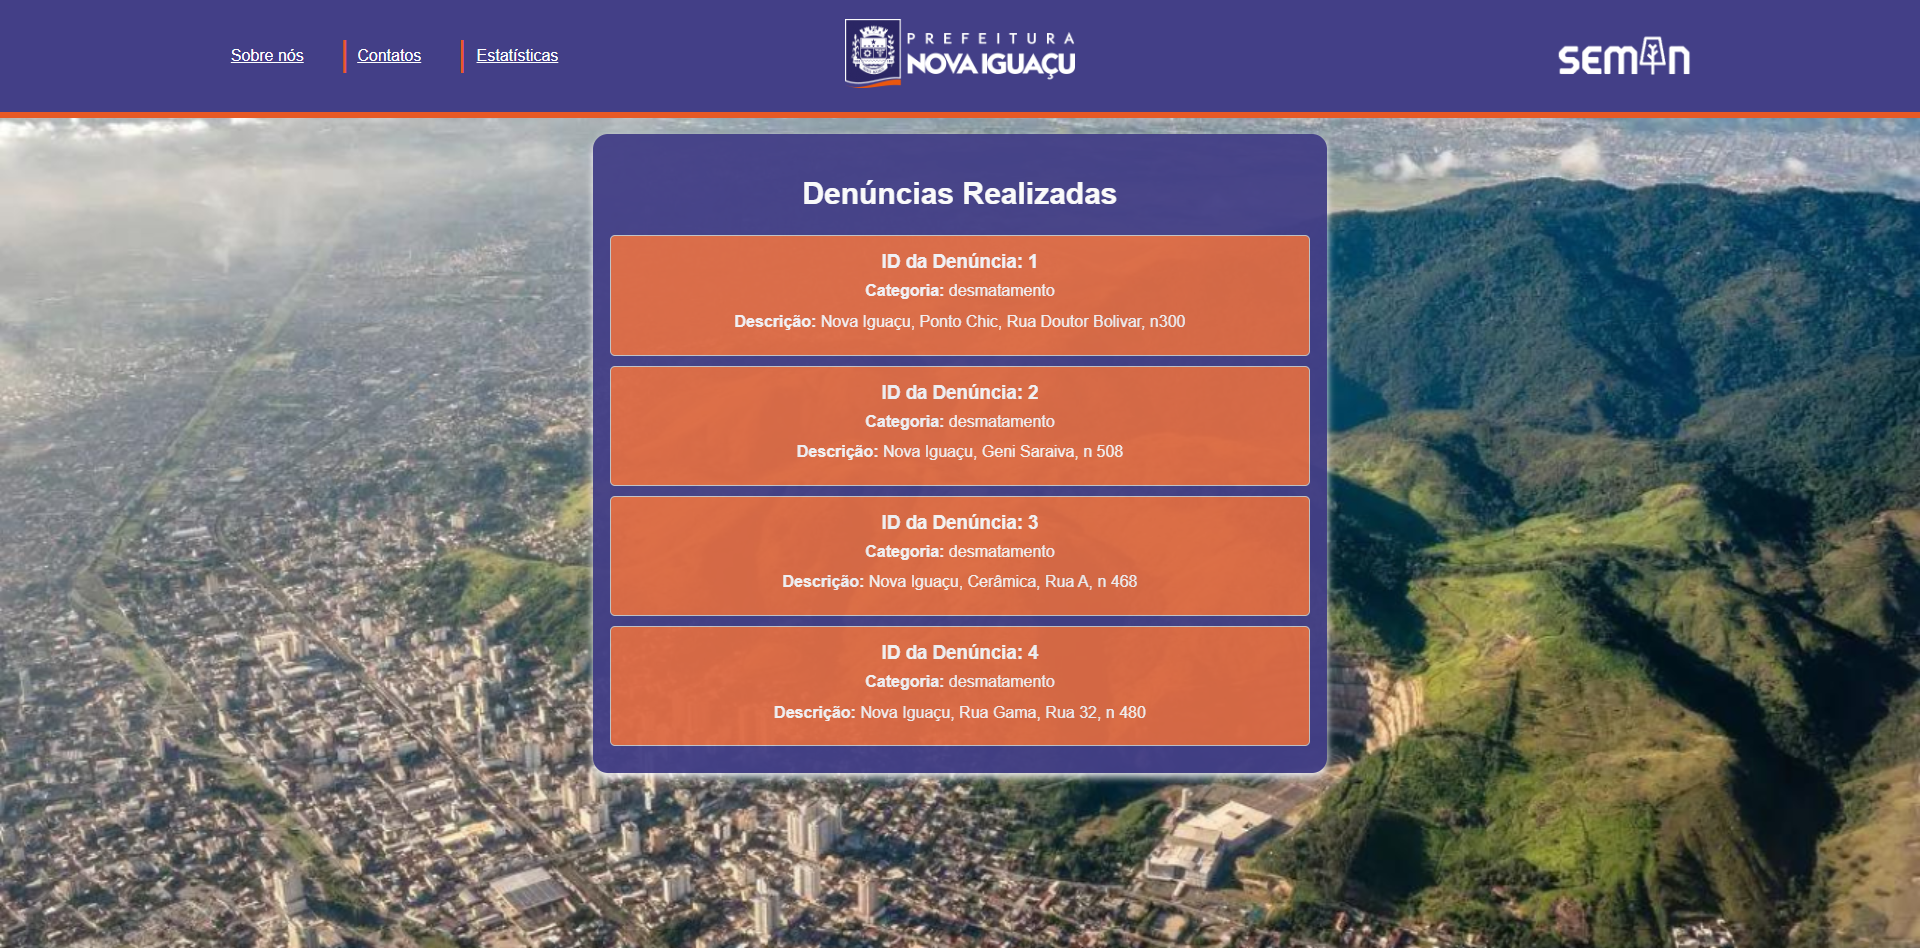 Sobre nós
Contatos
Estatísticas
PREFEITURA
NOVA IGUAÇU
SEMAN
Denúncias Realizadas
ID da Denúncia: 1
Categoria: desmatamento
Descrição: Nova Iguaçu, Ponto Chic, Rua Doutor Bolivar, n300
ID da Denúncia: 2
Categoria: desmatamento
Descrição: Nova Iguaçu, Geni Saraiva, n 508
ID da Denúncia: 3
Categoria: desmatamento
Descrição: Nova Iguaçu, Cerâmica, Rua A, n 468
ID da Denúncia: 4
Categoria: desmatamento
Descrição: Nova Iguaçu, Rua Gama, Rua 32, n 480